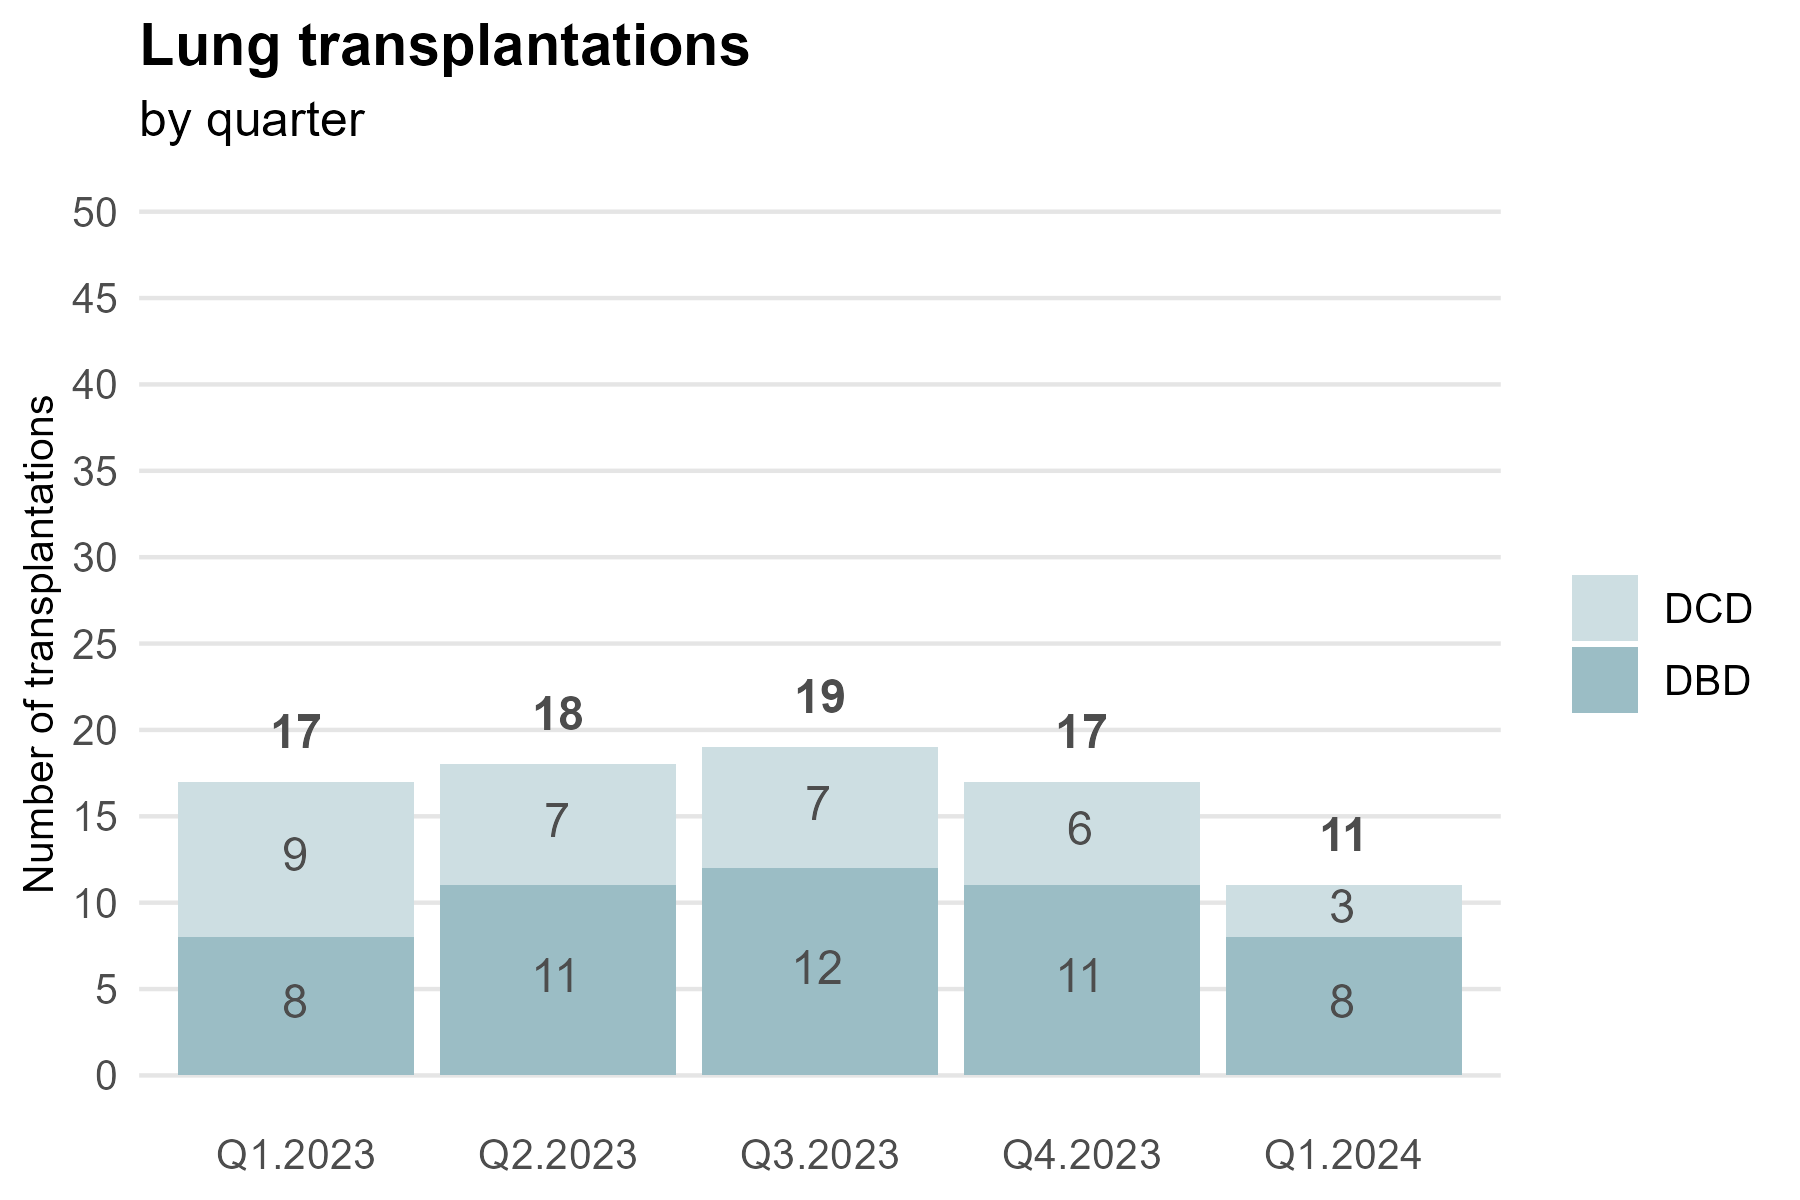 Lung transplantations
by quarter
Number of transplantations
50
45
40
35
30
25
20
15
10
5
0
17
18
19
17
11
9
7
7
6
3
8
11
12
11
8
Q1.2023
Q2.2023
Q3.2023
Q4.2023
Q1.2024
DCD
DBD